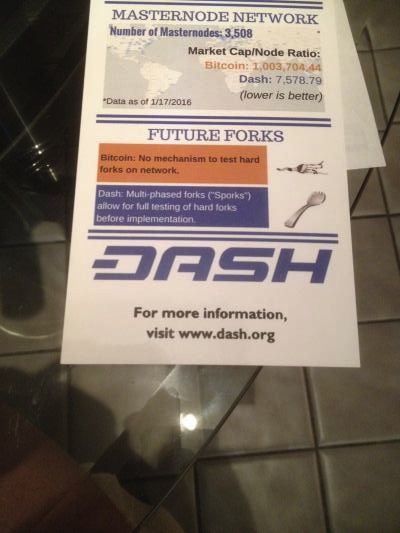 MASTERNODE NETWORK
Number of Masternodes: 3,508
Market Cap/Node Ratio:
Bitcoin: 1,003,704.44
Dash: 7,578.79
(lower is better)
*Data as of 1/17/2016
FUTURE FORKS
Bitcoin: No mechanism to test hard
forks on network.
Dash: Multi-phased forks ("Sporks")
allow for full testing of hard forks
before implementation.
DASH
For more information,
visit www.dash.org